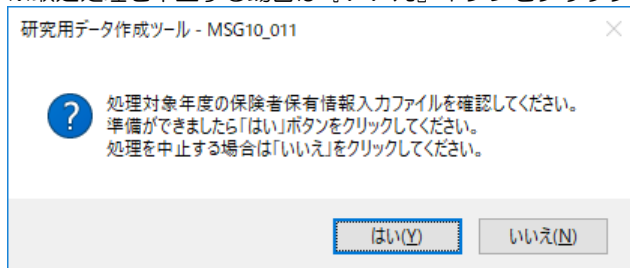 研究用データ作成ツール - MSG10_011
処理対象年度の保険者保有情報入力ファイルを確認してください。
準備ができましたら「はい」ボタンをクリックしてください。
処理を中止する場合は「いいえ」をクリックしてください。
はい(Y)
いいえ(N)